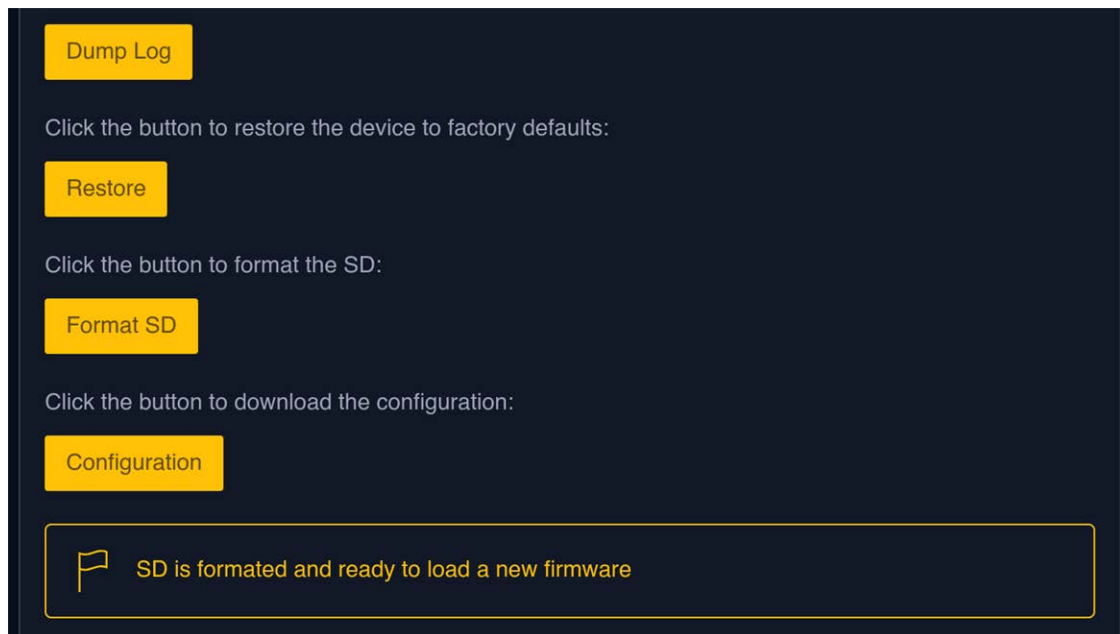 Dump Log
Click the button to restore the device to factory defaults:
Restore
Click the button to format the SD:
Format SD
Click the button to download the configuration:
Configuration
SD is formated and ready to load a new firmware